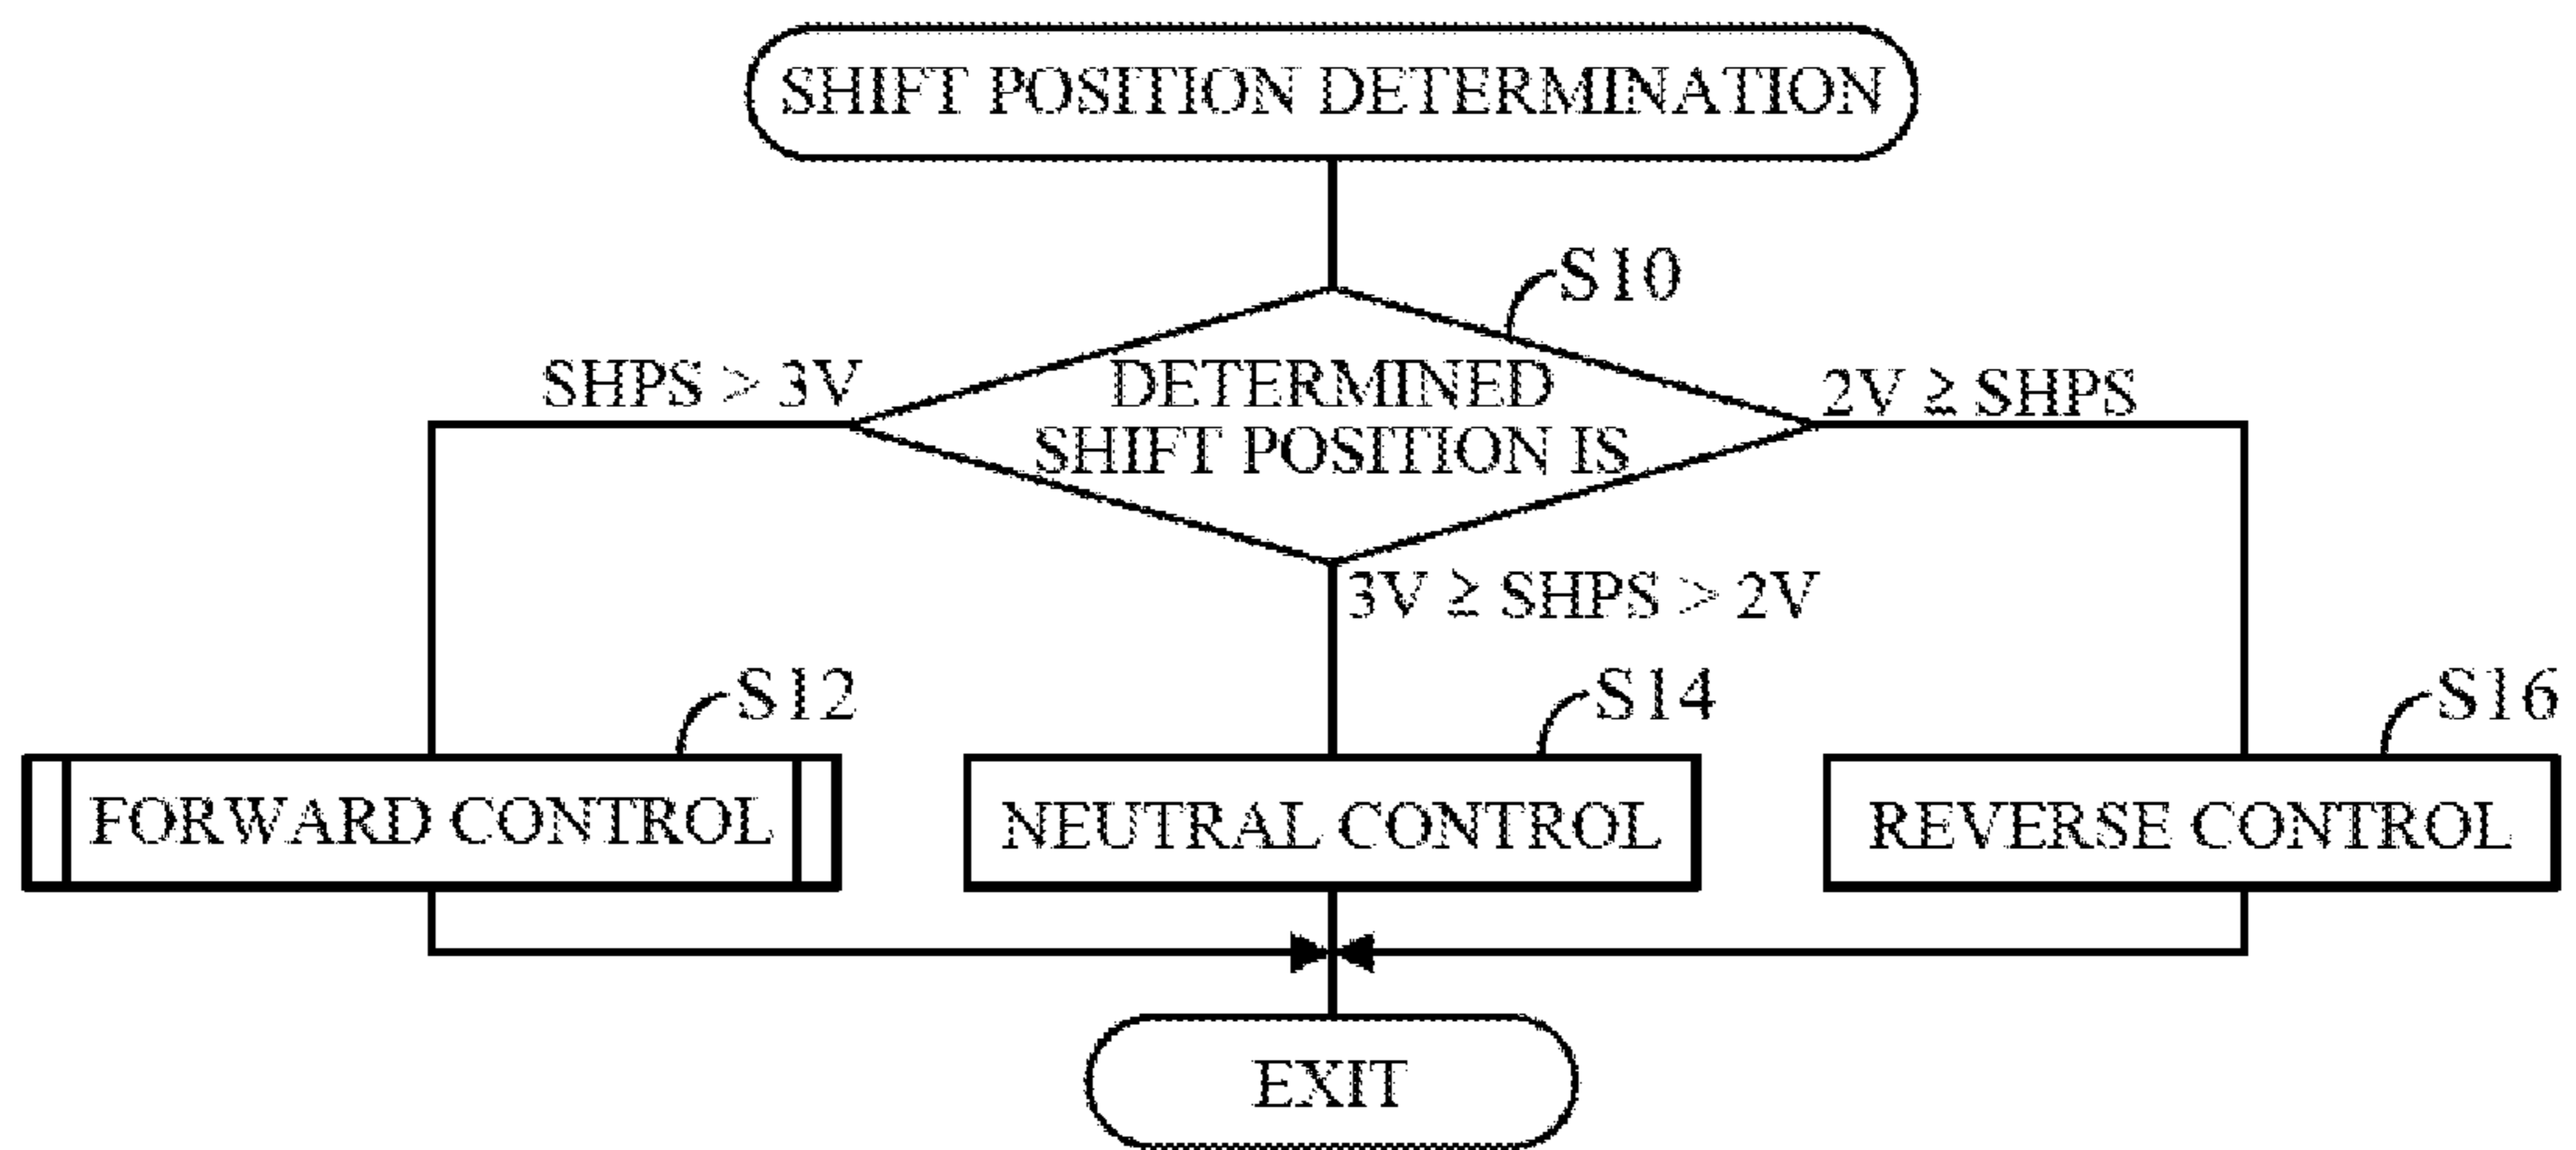 SHIFT POSITION DETERMINATION
S10
SHPS > 3V
DETERMINED
SHIFT POSITION IS
2V ≧ SHPS
3V ≧ SHPS > 2V
S12
S14
S16
FORWARD CONTROL
NEUTRAL CONTROL
REVERSE CONTROL
EXIT